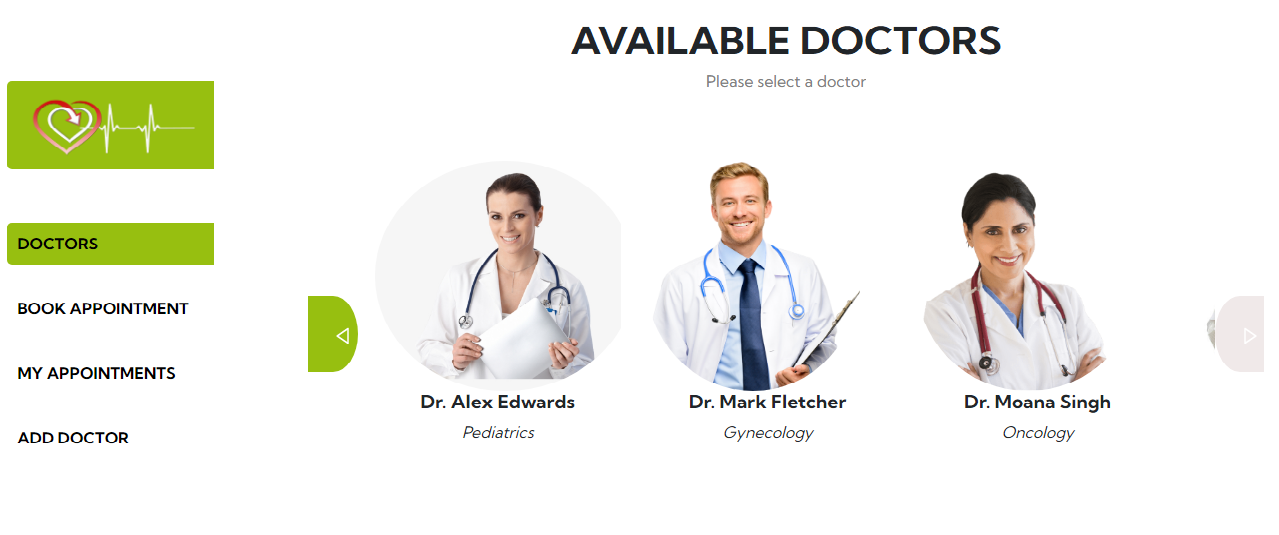 AVAILABLE DOCTORS
Please select a doctor
DOCTORS
BOOK APPOINTMENT
MY APPOINTMENTS
ADD DOCTOR
Dr. Alex Edwards
Pediatrics
Dr. Mark Fletcher
Gynecology
Dr. Moana Singh
Oncology